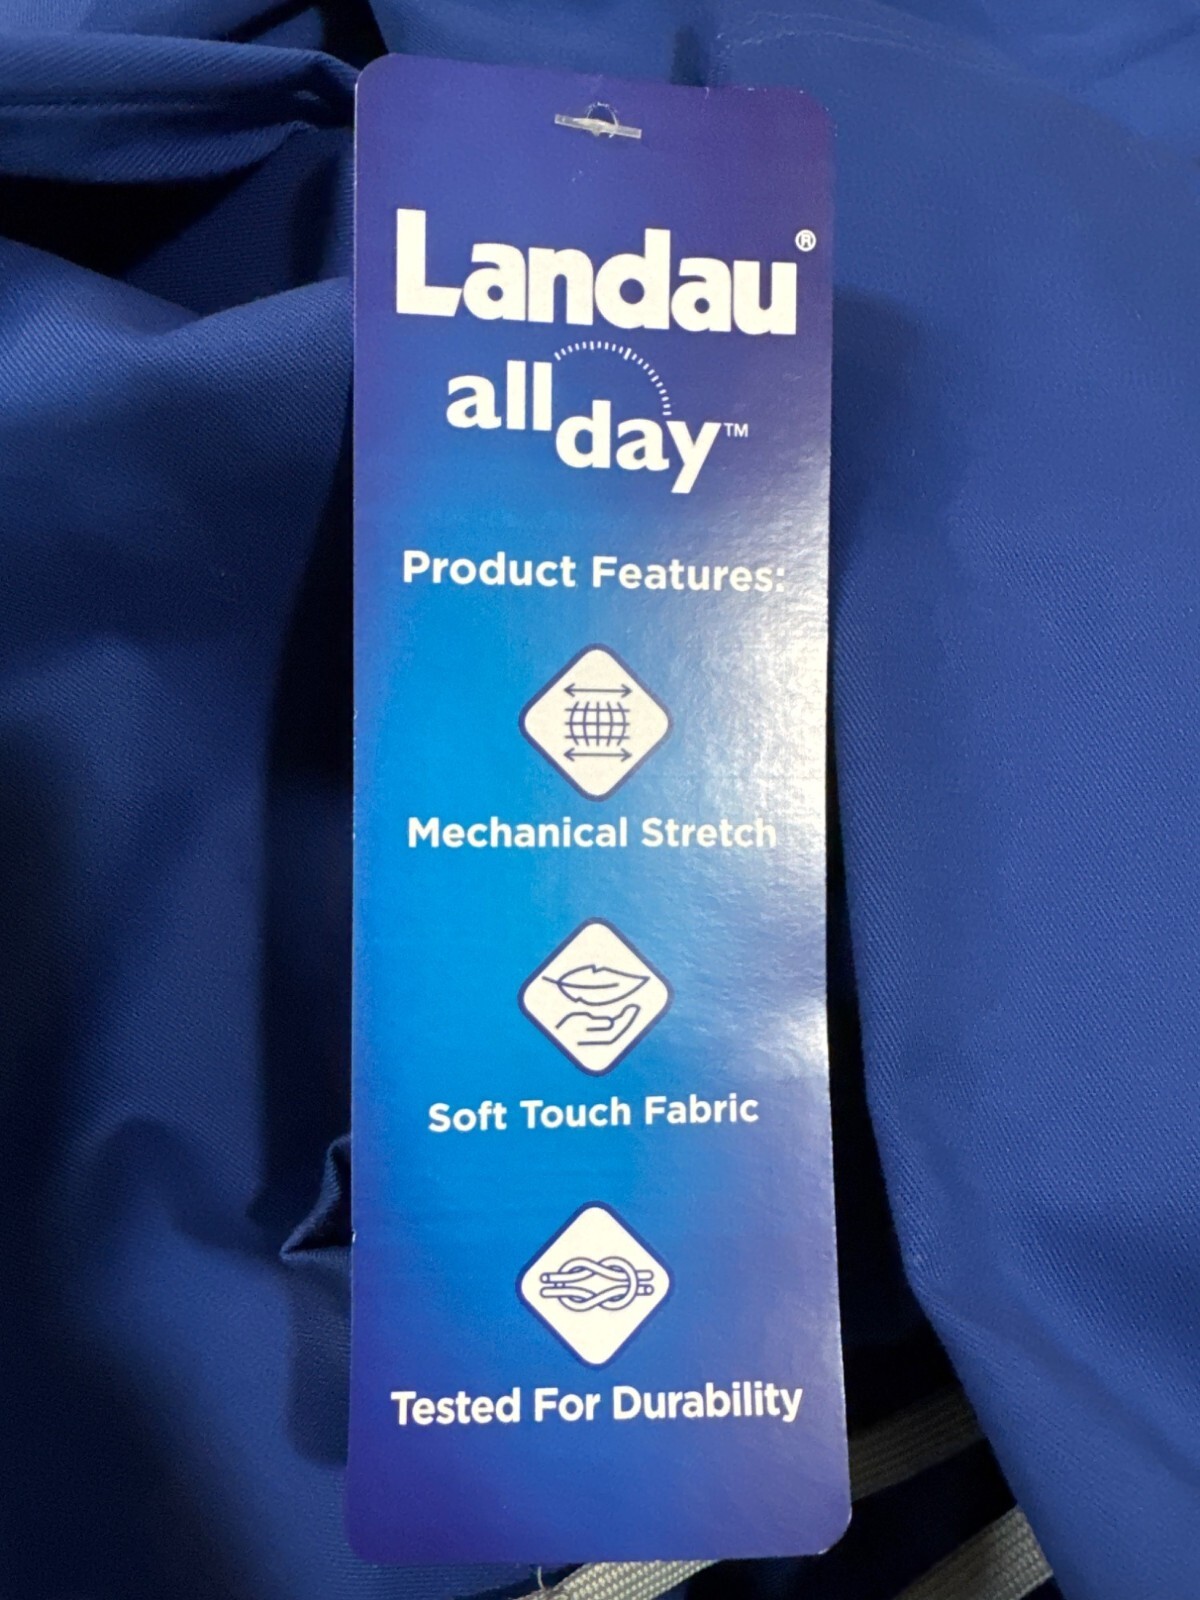 Landau®
all
day™
Product Features:
Mechanical Stretch
Soft Touch Fabric
Tested For Durability